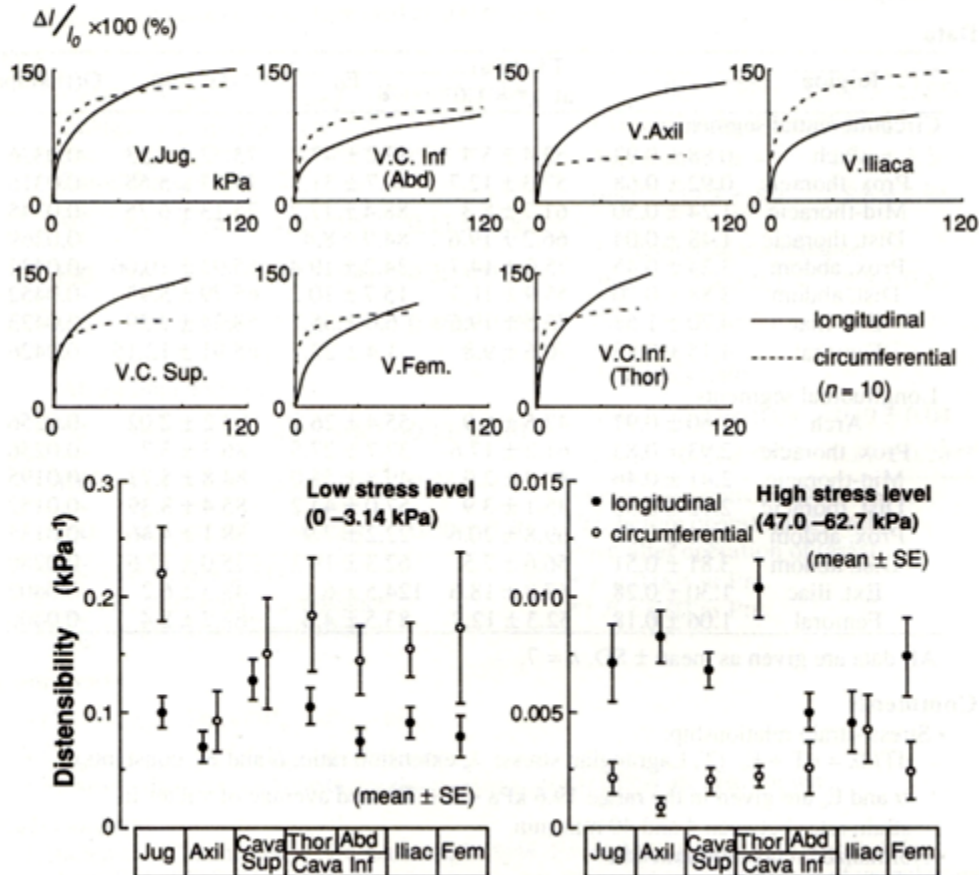 Δl/l₀ ×100 (%)
150
0
V.Jug.
kPa
150
0
V.C. Inf
(Abd)
120
150
0
V.Axil
120
V.Iliaca
120
150
0
V.C. Sup.
120
150
0
V.Fem.
120
150
0
V.C.Inf.
(Thor)
longitudinal
circumferential
(n = 10)
Distensibility (kPa⁻¹)
0.3
0.2
0.1
0
Low stress level
(0 –3.14 kPa)
(mean ± SE)
Jug Axil Cava Sup Thor Abd Cava Inf Iliac Fem
0.015
0.010
0.005
0
longitudinal
circumferential
High stress level
(47.0 –62.7 kPa)
(mean ± SE)
Jug Axil Cava Sup Thor Abd Cava Inf Iliac Fem